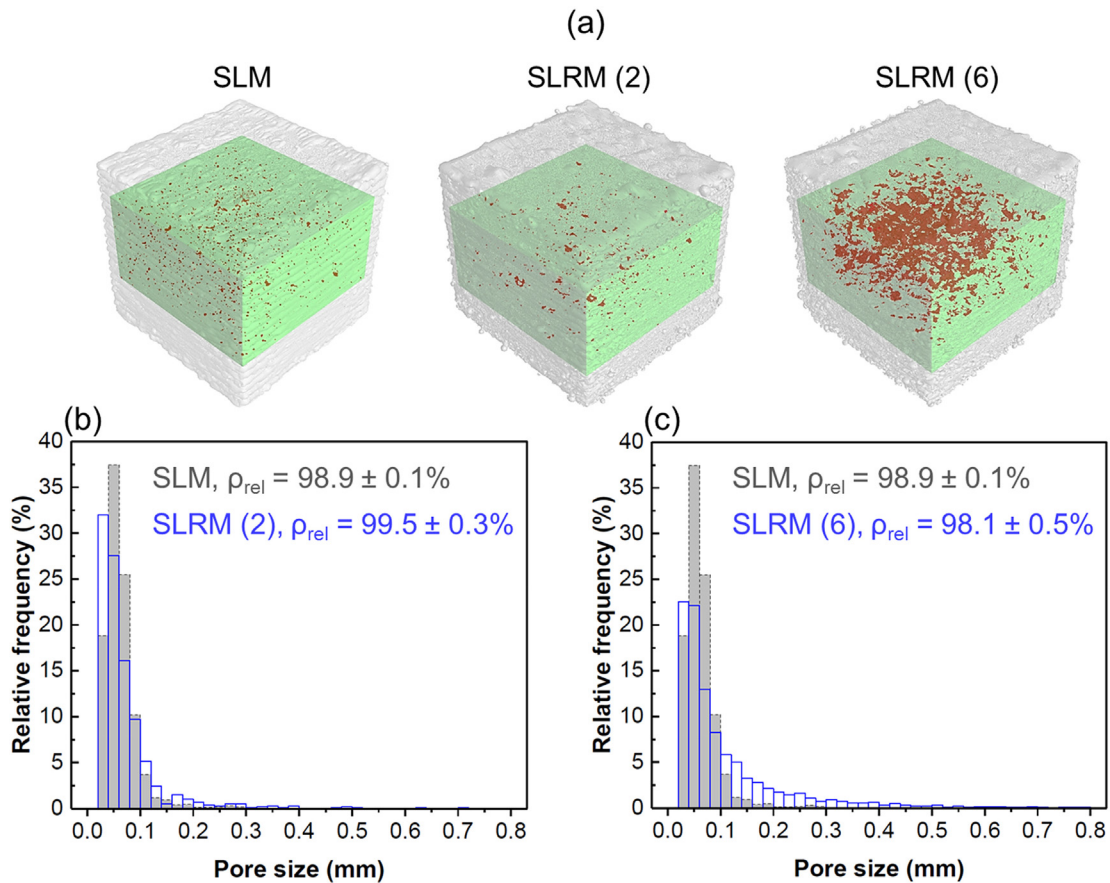 (a)
SLM
SLRM (2)
SLRM (6)
(b)
40
35
30
25
20
15
10
5
0
Relative frequency (%)
SLM, ρrel = 98.9 ± 0.1%
SLRM (2), ρrel = 99.5 ± 0.3%
0.0 0.1 0.2 0.3 0.4 0.5 0.6 0.7 0.8
Pore size (mm)
(c)
40
35
30
25
20
15
10
5
0
Relative frequency (%)
SLM, ρrel = 98.9 ± 0.1%
SLRM (6), ρrel = 98.1 ± 0.5%
0.0 0.1 0.2 0.3 0.4 0.5 0.6 0.7 0.8
Pore size (mm)